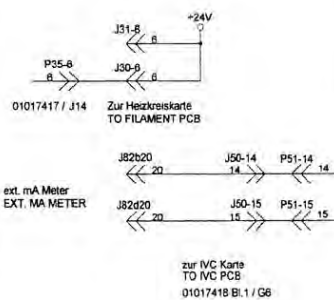 +24V
J31-6
6
P35-6
J30-6
6
6
01017417 / J14
Zur Heizkreiskarte
TO FILAMENT PCB
J82b20
J50-14
P51-14
20
14
14
ext. mA Meter
EXT. MA METER
J82d20
J50-15
P51-15
20
15
15
zur IVC Karte
TO IVC PCB
01017418 Bl.1 / G6